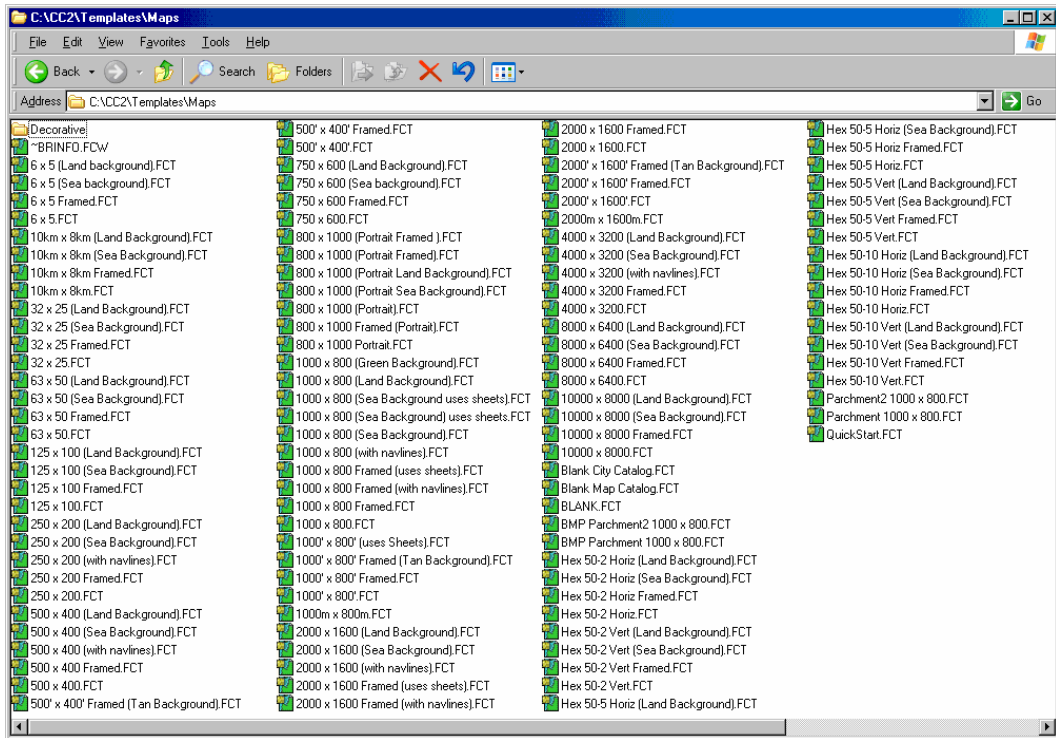 C:\CC2\Templates\Maps
File Edit View Favorites Tools Help
Back Search Folders
Address C:\CC2\Templates\Maps Go
Decorative
~BRINFO.FCW
6 x 5 (Land background).FCT
6 x 5 (Sea background).FCT
6 x 5 Framed.FCT
6 x 5.FCT
10km x 8km (Land Background).FCT
10km x 8km (Sea Background).FCT
10km x 8km Framed.FCT
10km x 8km.FCT
32 x 25 (Land Background).FCT
32 x 25 (Sea Background).FCT
32 x 25 Framed.FCT
32 x 25.FCT
63 x 50 (Land Background).FCT
63 x 50 (Sea Background).FCT
63 x 50 Framed.FCT
63 x 50.FCT
125 x 100 (Land Background).FCT
125 x 100 (Sea Background).FCT
125 x 100 Framed.FCT
125 x 100.FCT
250 x 200 (Land Background).FCT
250 x 200 (Sea Background).FCT
250 x 200 (with navlines).FCT
250 x 200 Framed.FCT
250 x 200.FCT
500 x 400 (Land Background).FCT
500 x 400 (Sea Background).FCT
500 x 400 (with navlines).FCT
500 x 400 Framed.FCT
500 x 400.FCT
500' x 400' Framed (Tan Background).FCT
500' x 400' Framed.FCT
500' x 400'.FCT
750 x 600 (Land Background).FCT
750 x 600 (Sea background).FCT
750 x 600 Framed.FCT
750 x 600.FCT
800 x 1000 (Portrait Framed ).FCT
800 x 1000 (Portrait Framed).FCT
800 x 1000 (Portrait Land Background).FCT
800 x 1000 (Portrait Sea Background).FCT
800 x 1000 (Portrait).FCT
800 x 1000 Framed (Portrait).FCT
800 x 1000 Portrait.FCT
1000 x 800 (Green Background).FCT
1000 x 800 (Land Background).FCT
1000 x 800 (Sea Background uses sheets).FCT
1000 x 800 (Sea Background) uses sheets.FCT
1000 x 800 (Sea Background).FCT
1000 x 800 (with navlines).FCT
1000 x 800 Framed (uses sheets).FCT
1000 x 800 Framed (with navlines).FCT
1000 x 800 Framed.FCT
1000 x 800.FCT
1000' x 800' (uses Sheets).FCT
1000' x 800' Framed (Tan Background).FCT
1000' x 800' Framed.FCT
1000' x 800'.FCT
1000m x 800m.FCT
2000 x 1600 (Land Background).FCT
2000 x 1600 (Sea Background).FCT
2000 x 1600 (with navlines).FCT
2000 x 1600 Framed (uses sheets).FCT
2000 x 1600 Framed (with navlines).FCT
2000 x 1600 Framed.FCT
2000 x 1600.FCT
2000' x 1600' Framed (Tan Background).FCT
2000' x 1600' Framed.FCT
2000' x 1600'.FCT
2000m x 1600m.FCT
4000 x 3200 (Land Background).FCT
4000 x 3200 (Sea Background).FCT
4000 x 3200 (with navlines).FCT
4000 x 3200 Framed.FCT
4000 x 3200.FCT
8000 x 6400 (Land Background).FCT
8000 x 6400 (Sea Background).FCT
8000 x 6400 Framed.FCT
8000 x 6400.FCT
10000 x 8000 (Land Background).FCT
10000 x 8000 (Sea Background).FCT
10000 x 8000 Framed.FCT
10000 x 8000.FCT
Blank City Catalog.FCT
Blank Map Catalog.FCT
BLANK.FCT
BMP Parchment2 1000 x 800.FCT
BMP Parchment 1000 x 800.FCT
Hex 50-2 Horiz (Land Background).FCT
Hex 50-2 Horiz (Sea Background).FCT
Hex 50-2 Horiz Framed.FCT
Hex 50-2 Horiz.FCT
Hex 50-2 Vert (Land Background).FCT
Hex 50-2 Vert (Sea Background).FCT
Hex 50-2 Vert Framed.FCT
Hex 50-2 Vert.FCT
Hex 50-5 Horiz (Land Background).FCT
Hex 50-5 Horiz (Sea Background).FCT
Hex 50-5 Horiz Framed.FCT
Hex 50-5 Horiz.FCT
Hex 50-5 Vert (Land Background).FCT
Hex 50-5 Vert (Sea Background).FCT
Hex 50-5 Vert Framed.FCT
Hex 50-5 Vert.FCT
Hex 50-10 Horiz (Land Background).FCT
Hex 50-10 Horiz (Sea Background).FCT
Hex 50-10 Horiz Framed.FCT
Hex 50-10 Horiz.FCT
Hex 50-10 Vert (Land Background).FCT
Hex 50-10 Vert (Sea Background).FCT
Hex 50-10 Vert Framed.FCT
Hex 50-10 Vert.FCT
Parchment2 1000 x 800.FCT
Parchment 1000 x 800.FCT
QuickStart.FCT